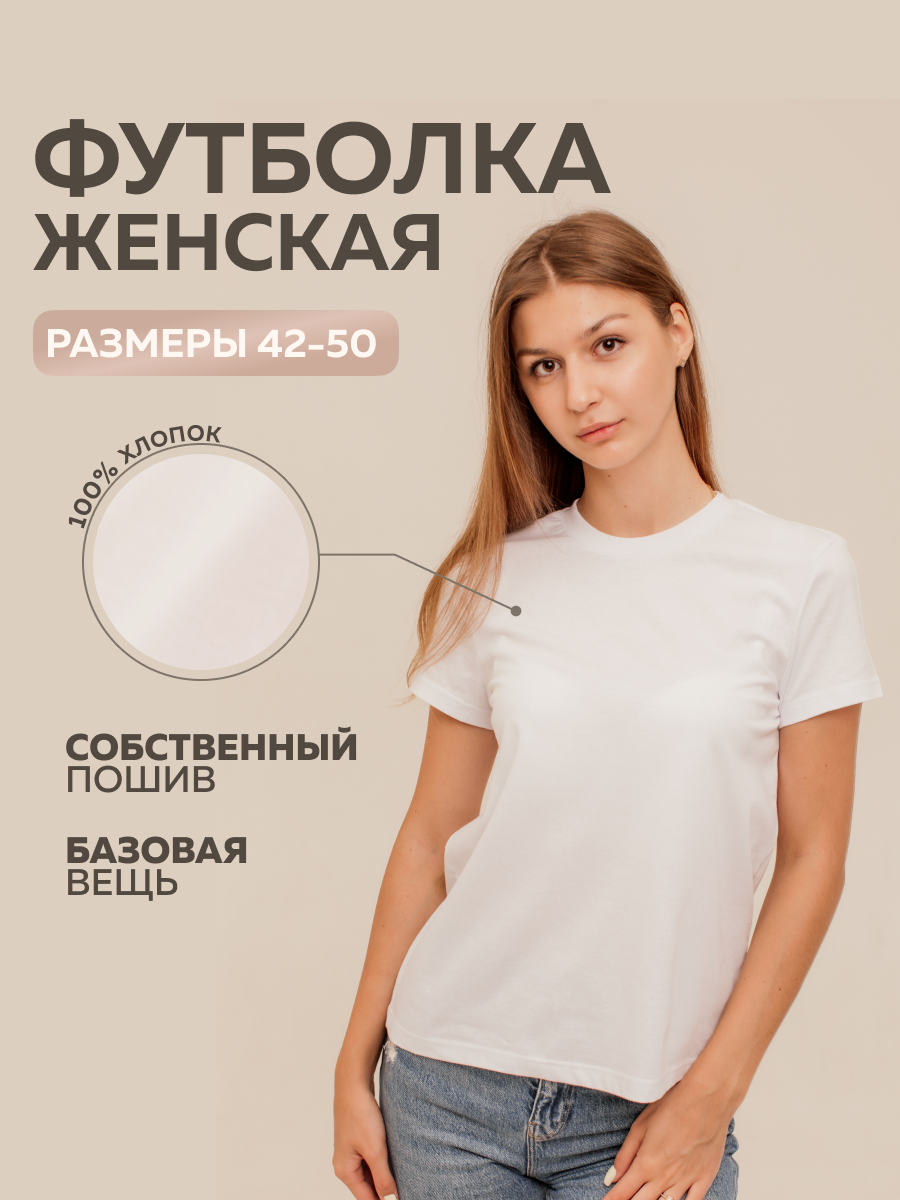 ФУТБОЛКА
ЖЕНСКАЯ
РАЗМЕРЫ 42-50
100% ХЛОПОК
СОБСТВЕННЫЙ
ПОШИВ
БАЗОВАЯ
ВЕЩЬ